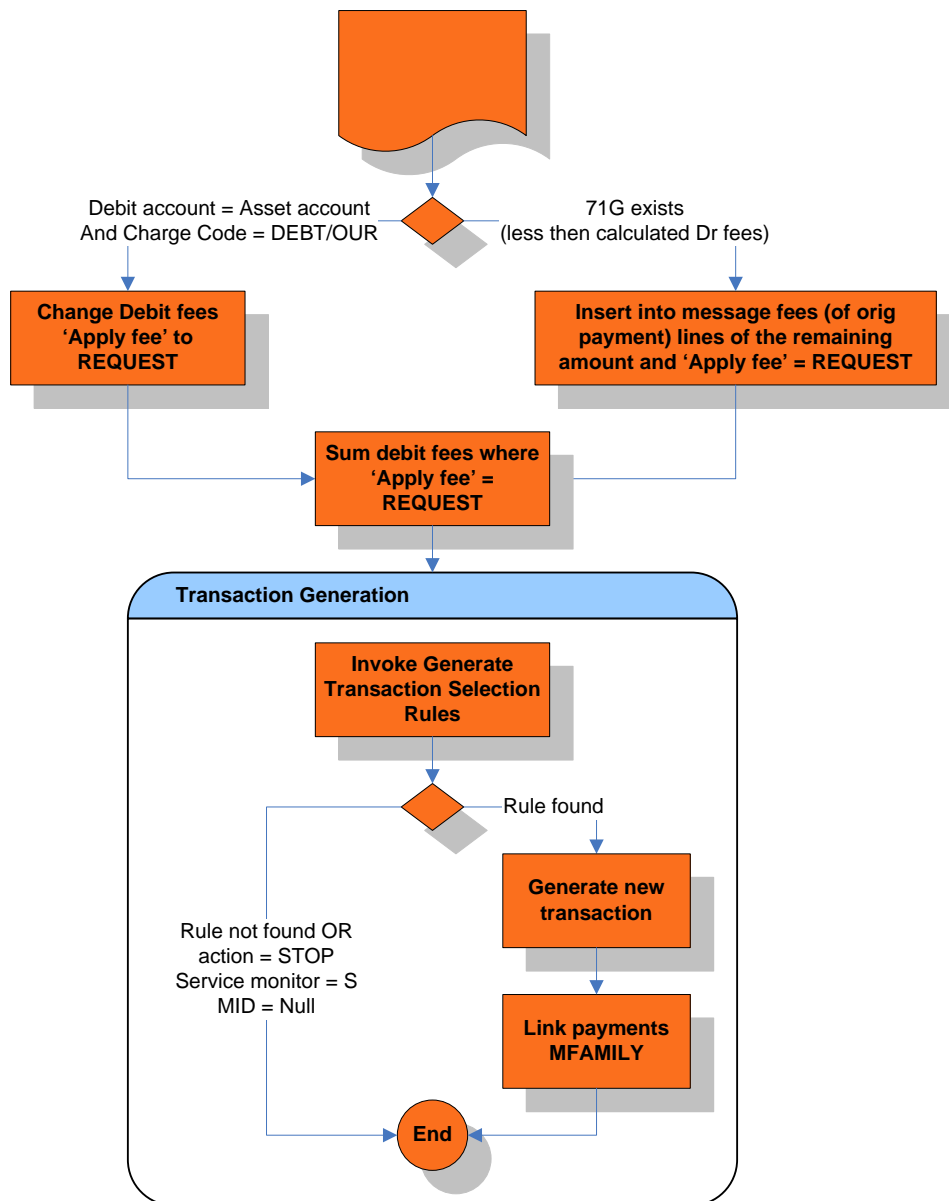 Debit account = Asset account
And Charge Code = DEBT/OUR
71G exists
(less then calculated Dr fees)
Change Debit fees
‘Apply fee’ to
REQUEST
Insert into message fees (of orig
payment) lines of the remaining
amount and ‘Apply fee’ = REQUEST
Sum debit fees where
‘Apply fee’ =
REQUEST
Transaction Generation
Invoke Generate
Transaction Selection
Rules
Rule found
Generate new
transaction
Rule not found OR
action = STOP
Service monitor = S
MID = Null
Link payments
MFAMILY
End